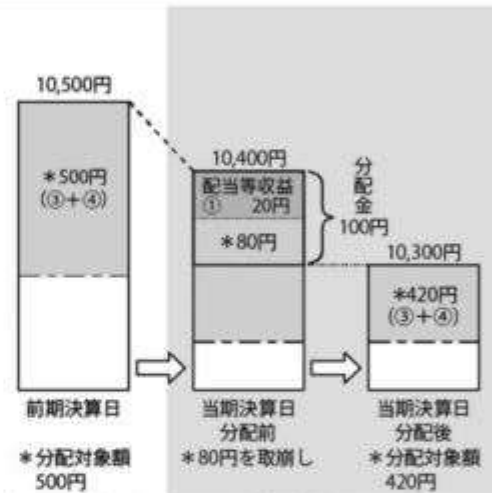 10,500円
*500円
(③+④)
前期決算日
*分配対象額
500円
10,400円
配当等収益
① 20円
*80円
分配金
100円
当期決算日
分配前
*80円を取崩し
10,300円
*420円
(③+④)
当期決算日
分配後
*分配対象額
420円